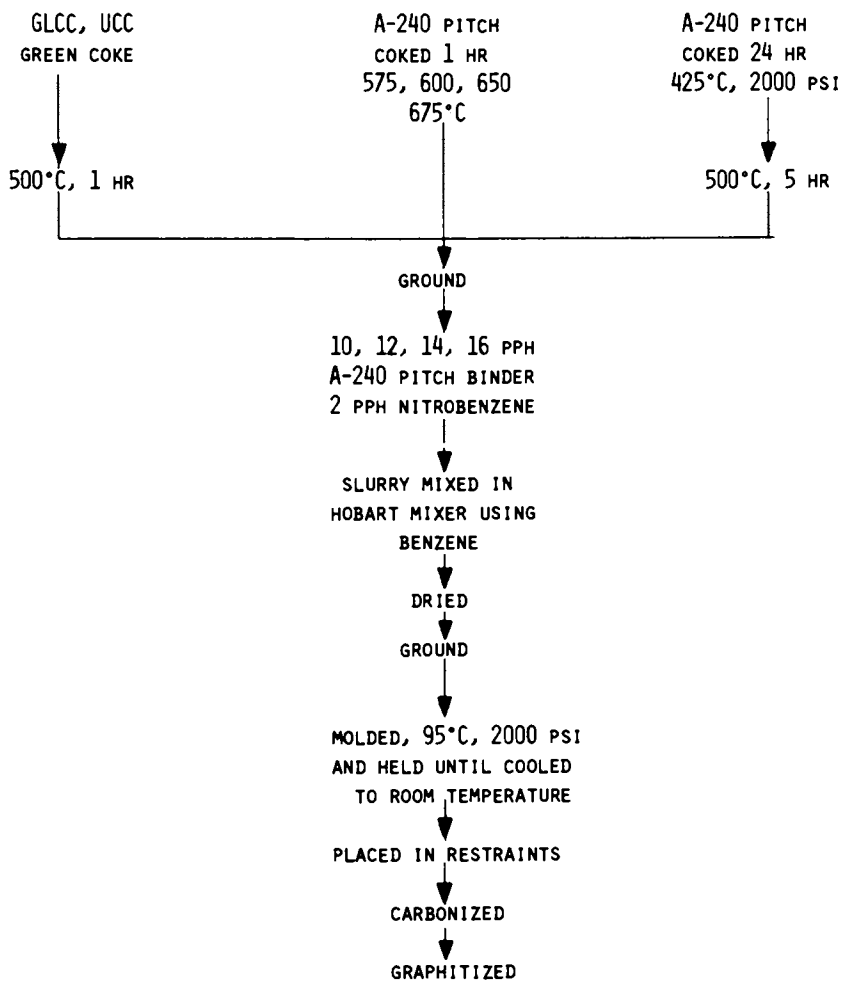 GLCC, UCC
GREEN COKE
500°C, 1 HR
A-240 PITCH
COKED 1 HR
575, 600, 650
675°C
A-240 PITCH
COKED 24 HR
425°C, 2000 PSI
500°C, 5 HR
GROUND
10, 12, 14, 16 PPH
A-240 PITCH BINDER
2 PPH NITROBENZENE
SLURRY MIXED IN
HOBART MIXER USING
BENZENE
DRIED
GROUND
MOLDED, 95°C, 2000 PSI
AND HELD UNTIL COOLED
TO ROOM TEMPERATURE
PLACED IN RESTRAINTS
CARBONIZED
GRAPHITIZED